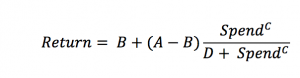 Return = B + (A − B) Spend^C / (D + Spend^C)